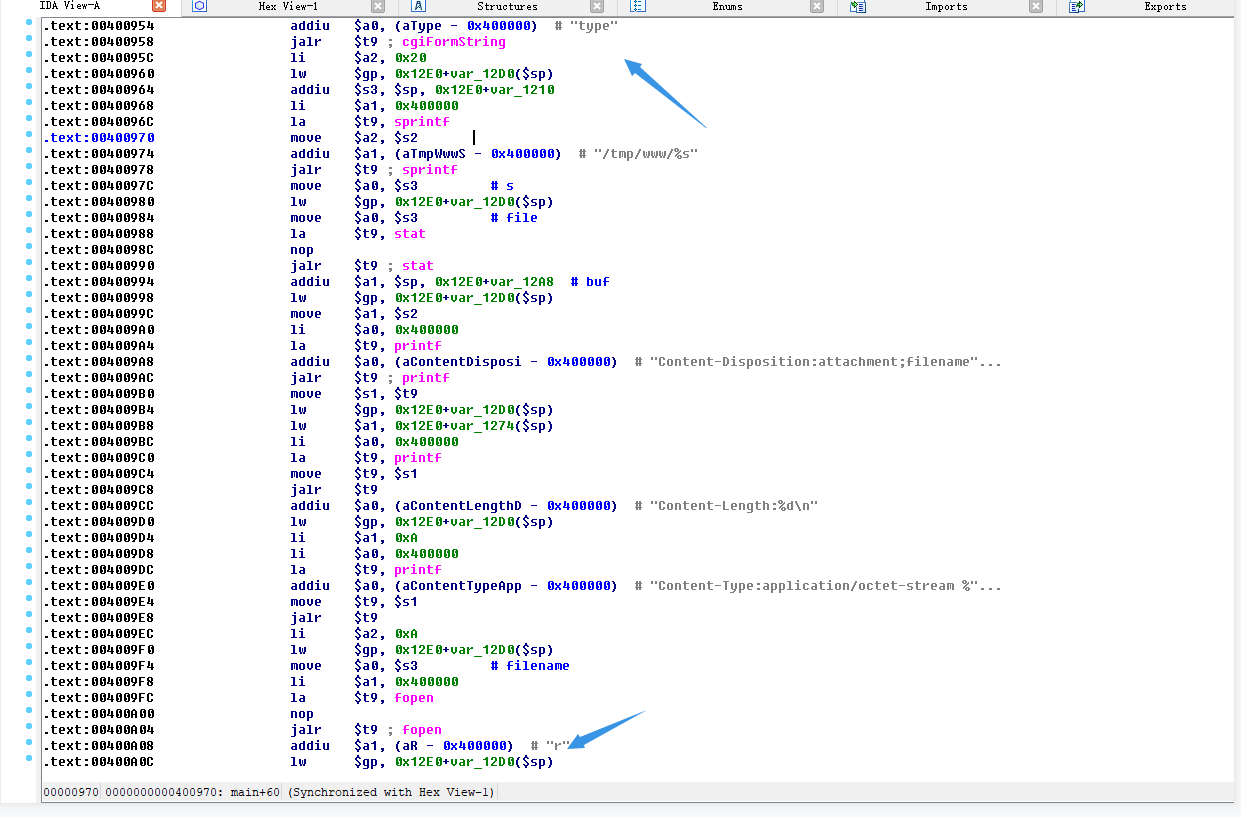 IDA View-A Hex View-1 Structures Enums Imports Exports
.text:00400954 addiu $a0, (aType - 0x400000) # "type"
.text:00400958 jalr $t9 ; cgiFormString
.text:0040095C li $a2, 0x20
.text:00400960 lw $gp, 0x12E0+var_12D0($sp)
.text:00400964 addiu $s3, $sp, 0x12E0+var_1210
.text:00400968 li $a1, 0x400000
.text:0040096C la $t9, sprintf
.text:00400970 move $a2, $s2
.text:00400974 addiu $a1, (aTmpWwwS - 0x400000) # "/tmp/www/%s"
.text:00400978 jalr $t9 ; sprintf
.text:0040097C move $a0, $s3 # s
.text:00400980 lw $gp, 0x12E0+var_12D0($sp)
.text:00400984 move $a0, $s3 # file
.text:00400988 la $t9, stat
.text:0040098C nop
.text:00400990 jalr $t9 ; stat
.text:00400994 addiu $a1, $sp, 0x12E0+var_12A8 # buf
.text:00400998 lw $gp, 0x12E0+var_12D0($sp)
.text:0040099C move $a1, $s2
.text:004009A0 li $a0, 0x400000
.text:004009A4 la $t9, printf
.text:004009A8 addiu $a0, (aContentDisposi - 0x400000) # "Content-Disposition:attachment;filename"...
.text:004009AC jalr $t9 ; printf
.text:004009B0 move $s1, $t9
.text:004009B4 lw $gp, 0x12E0+var_12D0($sp)
.text:004009B8 lw $a1, 0x12E0+var_1274($sp)
.text:004009BC li $a0, 0x400000
.text:004009C0 la $t9, printf
.text:004009C4 move $t9, $s1
.text:004009C8 jalr $t9
.text:004009CC addiu $a0, (aContentLengthD - 0x400000) # "Content-Length:%d\n"
.text:004009D0 lw $gp, 0x12E0+var_12D0($sp)
.text:004009D4 li $a1, 0xA
.text:004009D8 li $a0, 0x400000
.text:004009DC la $t9, printf
.text:004009E0 addiu $a0, (aContentTypeApp - 0x400000) # "Content-Type:application/octet-stream %"...
.text:004009E4 move $t9, $s1
.text:004009E8 jalr $t9
.text:004009EC li $a2, 0xA
.text:004009F0 lw $gp, 0x12E0+var_12D0($sp)
.text:004009F4 move $a0, $s3 # filename
.text:004009F8 li $a1, 0x400000
.text:004009FC la $t9, fopen
.text:00400A00 nop
.text:00400A04 jalr $t9 ; fopen
.text:00400A08 addiu $a1, (aR - 0x400000) # "r"
.text:00400A0C lw $gp, 0x12E0+var_12D0($sp)
00000970 0000000000400970: main+60 (Synchronized with Hex View-1)